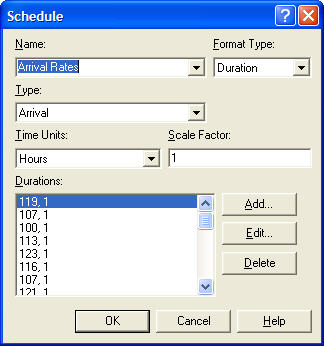 Schedule
Name: Format Type:
Arrival Rates Duration
Type:
Arrival
Time Units: Scale Factor:
Hours 1
Durations:
119, 1
107, 1
100, 1
113, 1
123, 1
116, 1
107, 1
121, 1
Add...
Edit...
Delete
OK Cancel Help